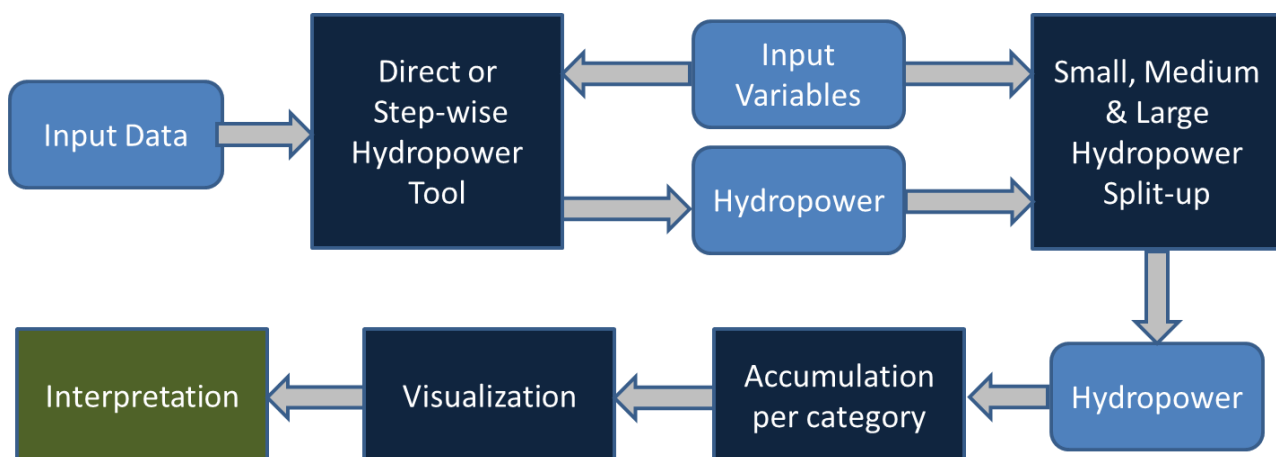 Input Data
Direct or
Step-wise
Hydropower
Tool
Input
Variables
Hydropower
Small, Medium
& Large
Hydropower
Split-up
Hydropower
Accumulation
per category
Visualization
Interpretation